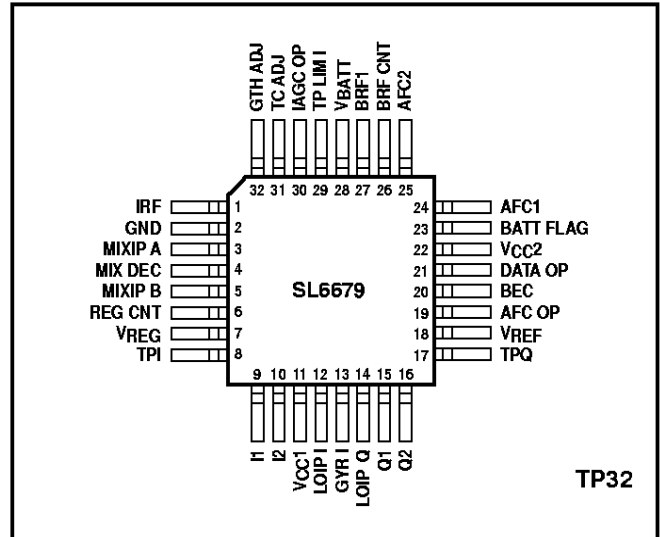 GTH ADJ
TC ADJ
IAGC OP
TP LIM I
VBATT
BRF1
BRF CNT
AFC2
32 31 30 29 28 27 26 25
IRF 1
GND 2
MIXIP A 3
MIX DEC 4
MIXIP B 5
REG CNT 6
VREG 7
TPI 8
SL6679
24 AFC1
23 BATT FLAG
22 VCC2
21 DATA OP
20 BEC
19 AFC OP
18 VREF
17 TPQ
9 10 11 12 13 14 15 16
I1
I2
VCC1
LOIP I
GYR I
LOIP Q
Q1
Q2
TP32